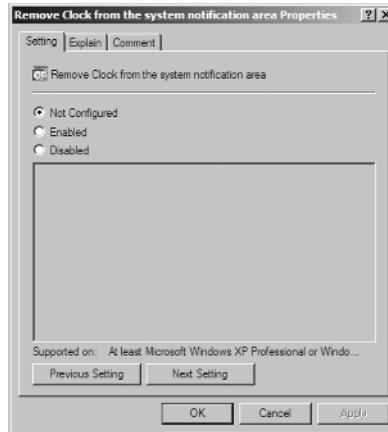 Remove Clock from the system notification area Properties
Setting Explain Comment
Remove Clock from the system notification area
Not Configured
Enabled
Disabled
Supported on: At least Microsoft Windows XP Professional or Windo...
Previous Setting Next Setting
OK Cancel Apply